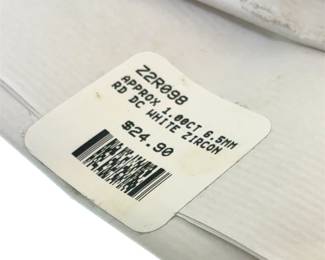 Z2R098
APPROX 1.00CT 6.5MM
RD DC WHITE ZIRCON
$24.90